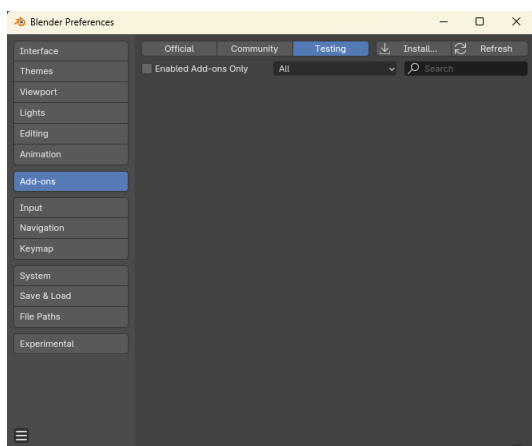 Blender Preferences
Interface
Themes
Viewport
Lights
Editing
Animation
Add-ons
Input
Navigation
Keymap
System
Save & Load
File Paths
Experimental
Official Community Testing Install... Refresh
Enabled Add-ons Only All Search